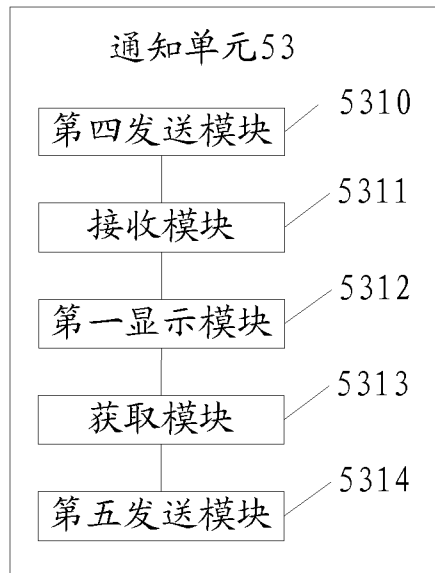 通知单元53
第四发送模块
5310
接收模块
5311
第一显示模块
5312
获取模块
5313
第五发送模块
5314